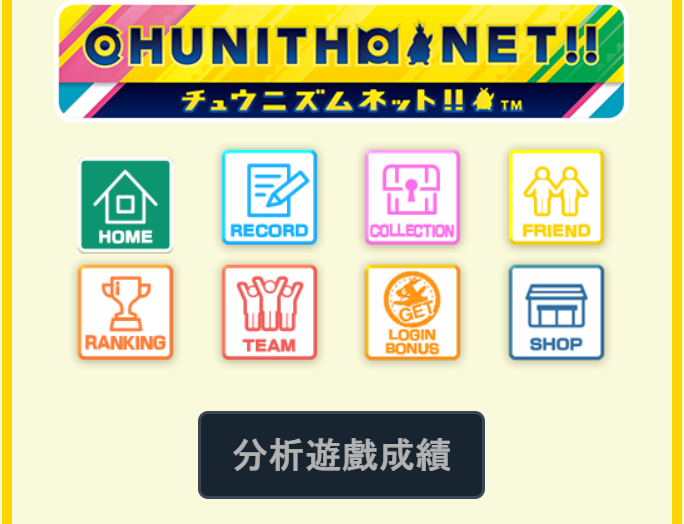 CHUNITHM-NET!!
チュウニズムネット!! TM
HOME
RECORD
COLLECTION
FRIEND
RANKING
TEAM
GET
LOGIN
BONUS
SHOP
分析遊戲成績